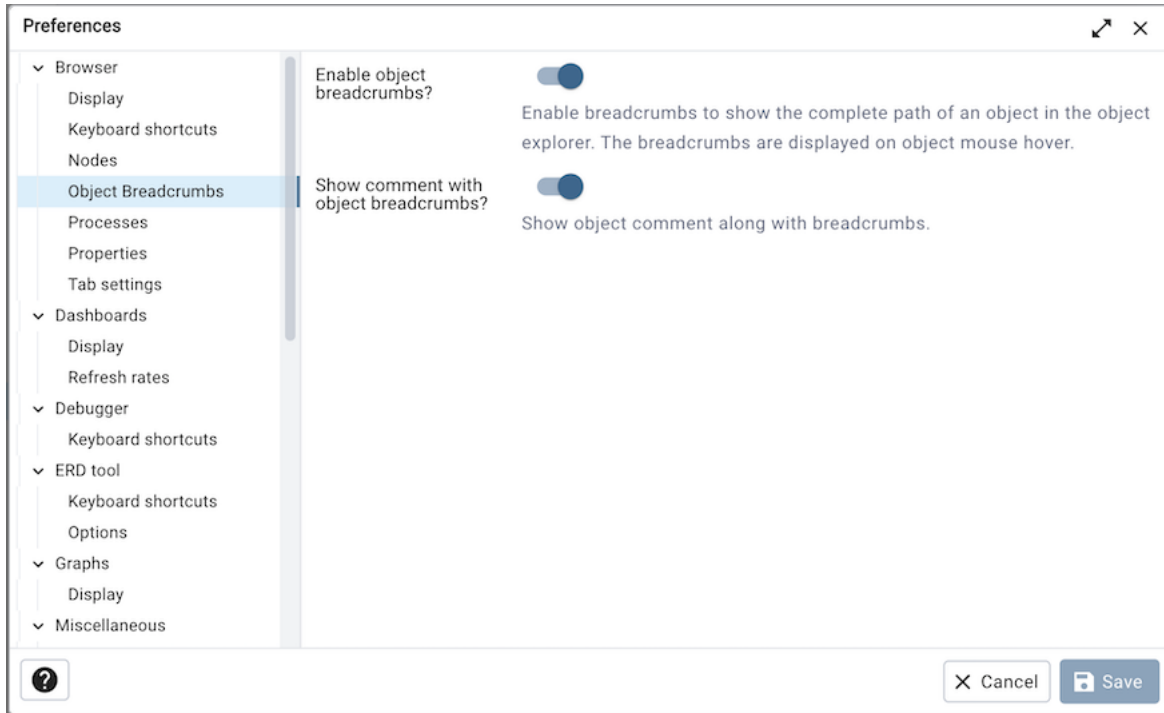 Preferences
Browser
Display
Keyboard shortcuts
Nodes
Object Breadcrumbs
Processes
Properties
Tab settings
Dashboards
Display
Refresh rates
Debugger
Keyboard shortcuts
ERD tool
Keyboard shortcuts
Options
Graphs
Display
Miscellaneous
Enable object
breadcrumbs?
Enable breadcrumbs to show the complete path of an object in the object
explorer. The breadcrumbs are displayed on object mouse hover.
Show comment with
object breadcrumbs?
Show object comment along with breadcrumbs.
?
Cancel
Save